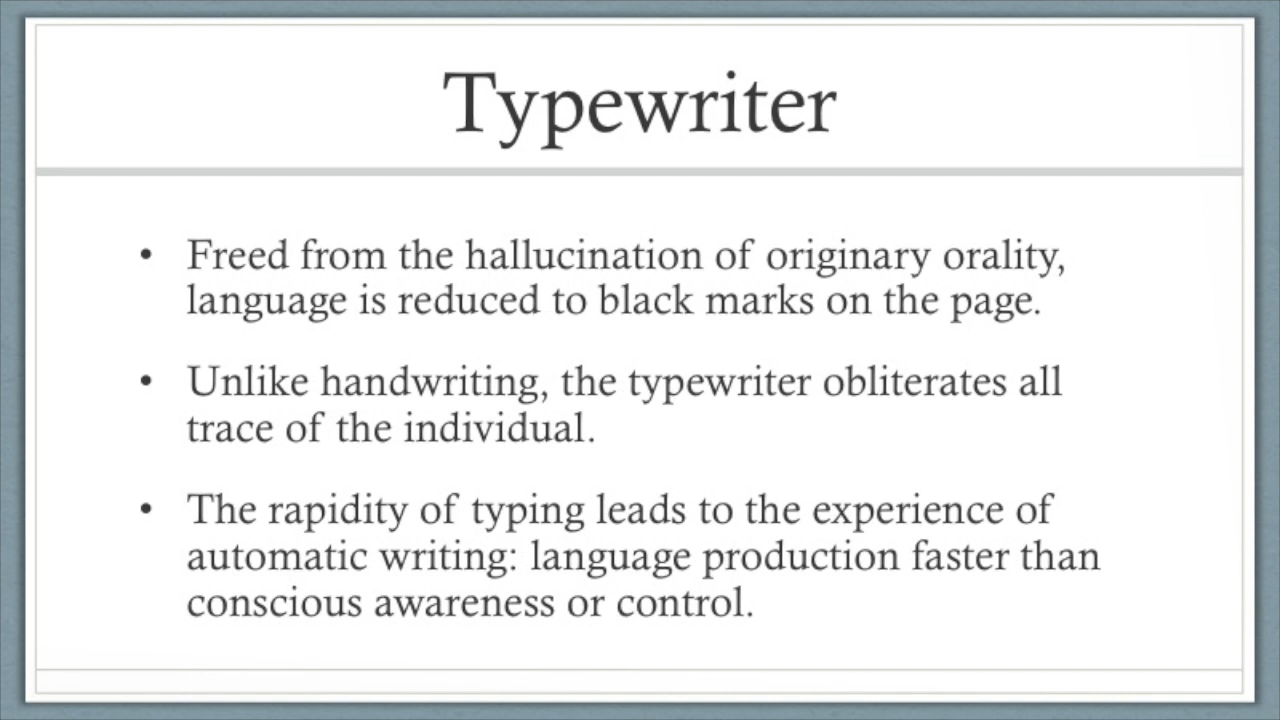 Typewriter
• Freed from the hallucination of originary orality,
language is reduced to black marks on the page.
• Unlike handwriting, the typewriter obliterates all
trace of the individual.
• The rapidity of typing leads to the experience of
automatic writing: language production faster than
conscious awareness or control.